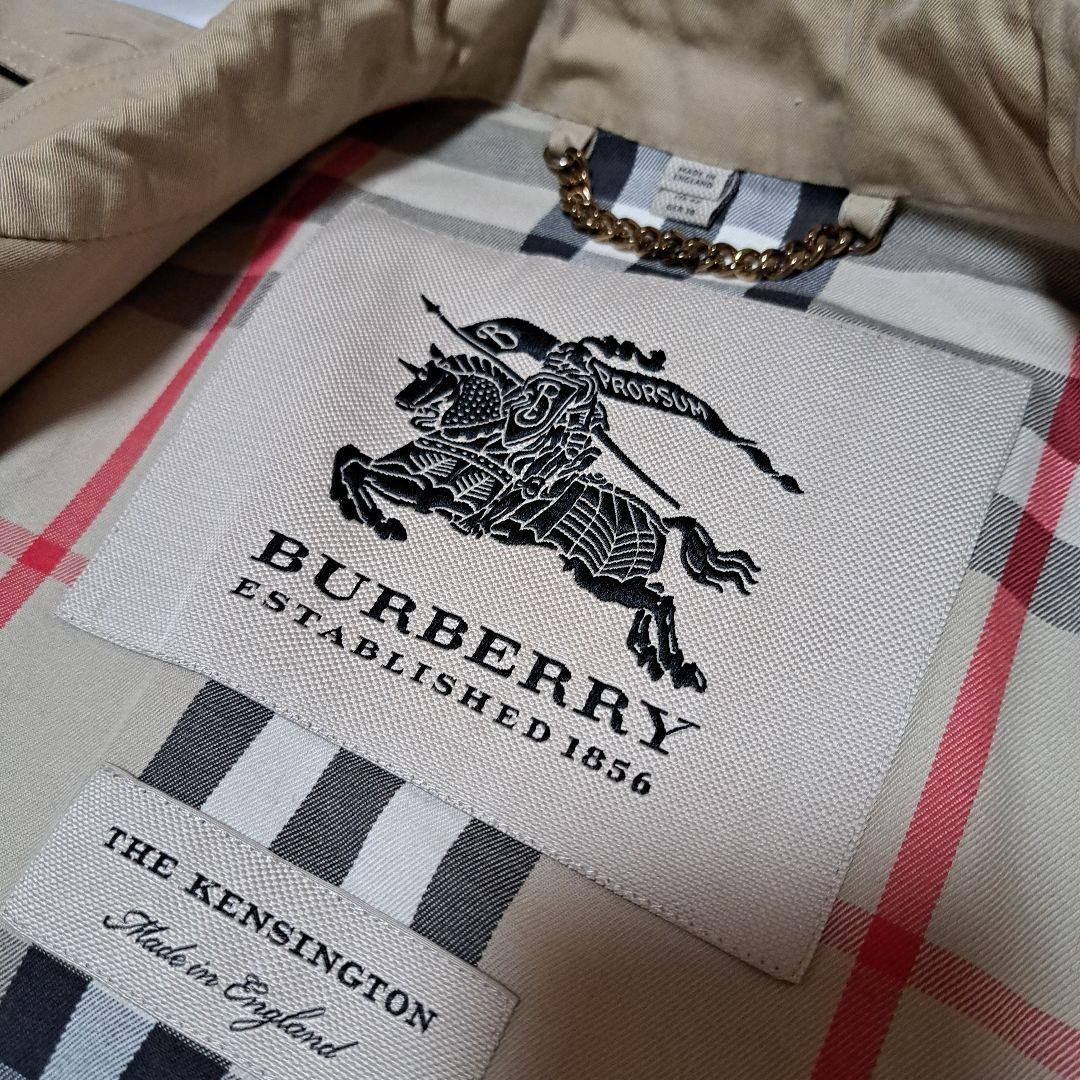 MADE IN
ENGLAND
B
PRORSUM
B
BURBERRY
ESTABLISHED 1856
THE KENSINGTON
Made in England